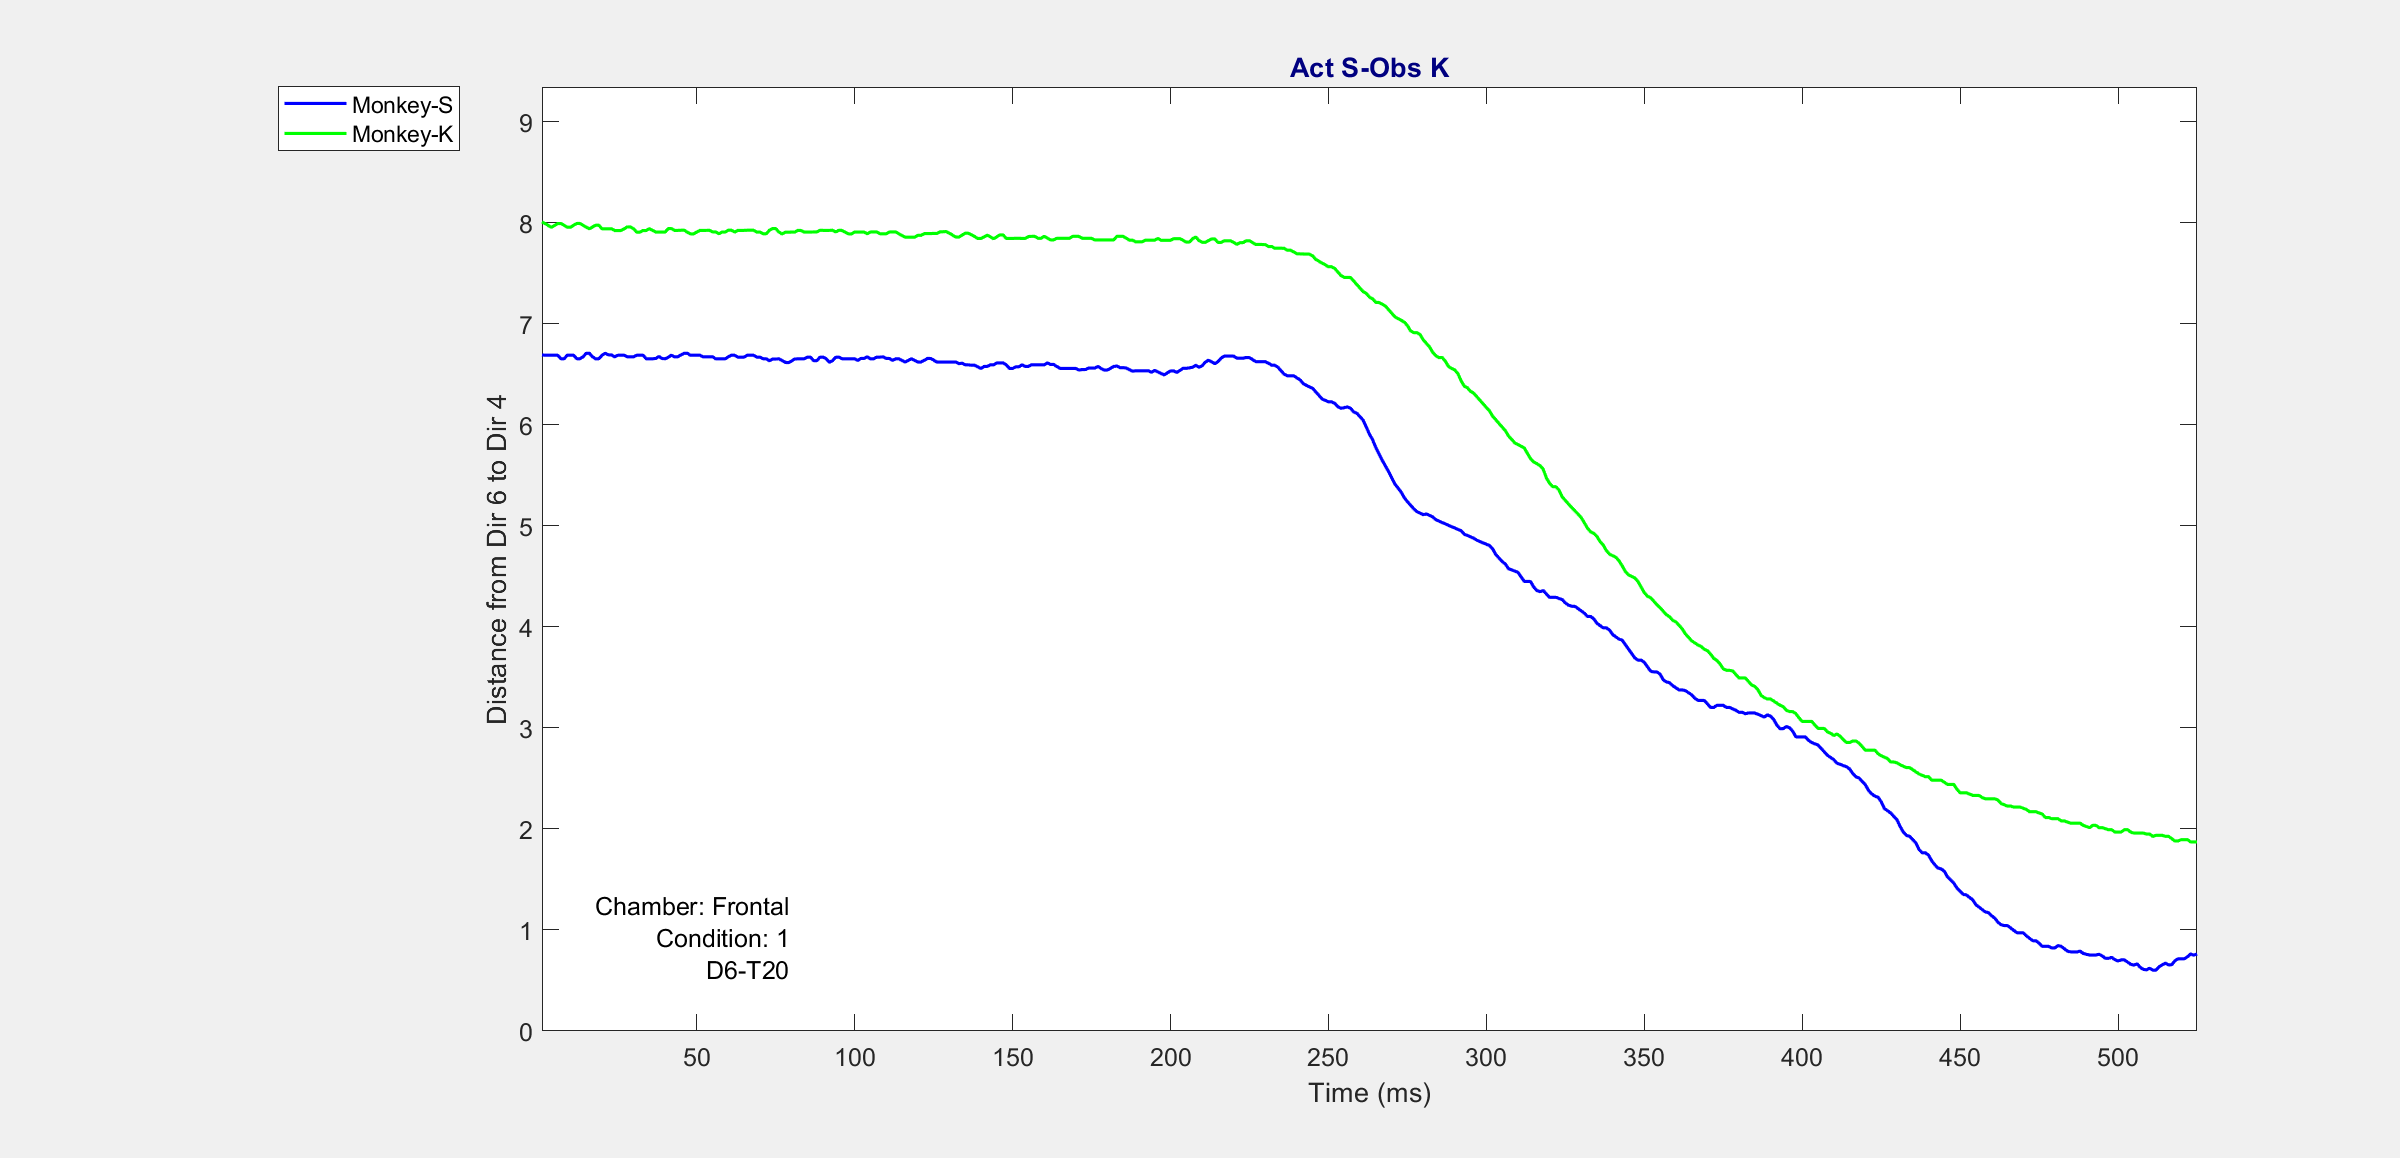 Act S-Obs K
Monkey-S
Monkey-K
Distance from Dir 6 to Dir 4
9
8
7
6
5
4
3
2
1
0
Chamber: Frontal
Condition: 1
D6-T20
50 100 150 200 250 300 350 400 450 500
Time (ms)